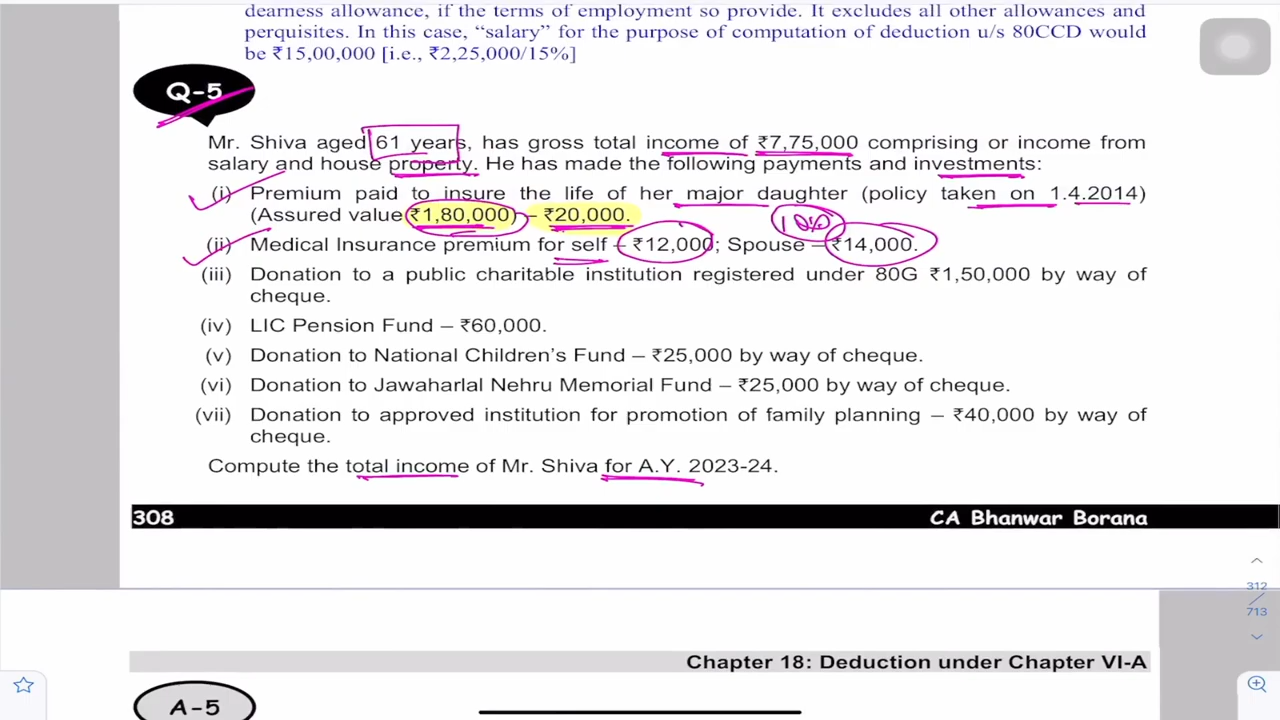 dearness allowance, if the terms of employment so provide. It excludes all other allowances and
perquisites. In this case, “salary” for the purpose of computation of deduction u/s 80CCD would
be ₹15,00,000 [i.e., ₹2,25,000/15%]
Q-5
Mr. Shiva aged 61 years, has gross total income of ₹7,75,000 comprising or income from
salary and house property. He has made the following payments and investments:
(i) Premium paid to insure the life of her major daughter (policy taken on 1.4.2014)
(Assured value ₹1,80,000) – ₹20,000.
10%
(ii) Medical Insurance premium for self – ₹12,000; Spouse – ₹14,000.
(iii) Donation to a public charitable institution registered under 80G ₹1,50,000 by way of
cheque.
(iv) LIC Pension Fund – ₹60,000.
(v) Donation to National Children’s Fund – ₹25,000 by way of cheque.
(vi) Donation to Jawaharlal Nehru Memorial Fund – ₹25,000 by way of cheque.
(vii) Donation to approved institution for promotion of family planning – ₹40,000 by way of
cheque.
Compute the total income of Mr. Shiva for A.Y. 2023-24.
308 CA Bhanwar Borana
312
713
Chapter 18: Deduction under Chapter VI-A
A-5